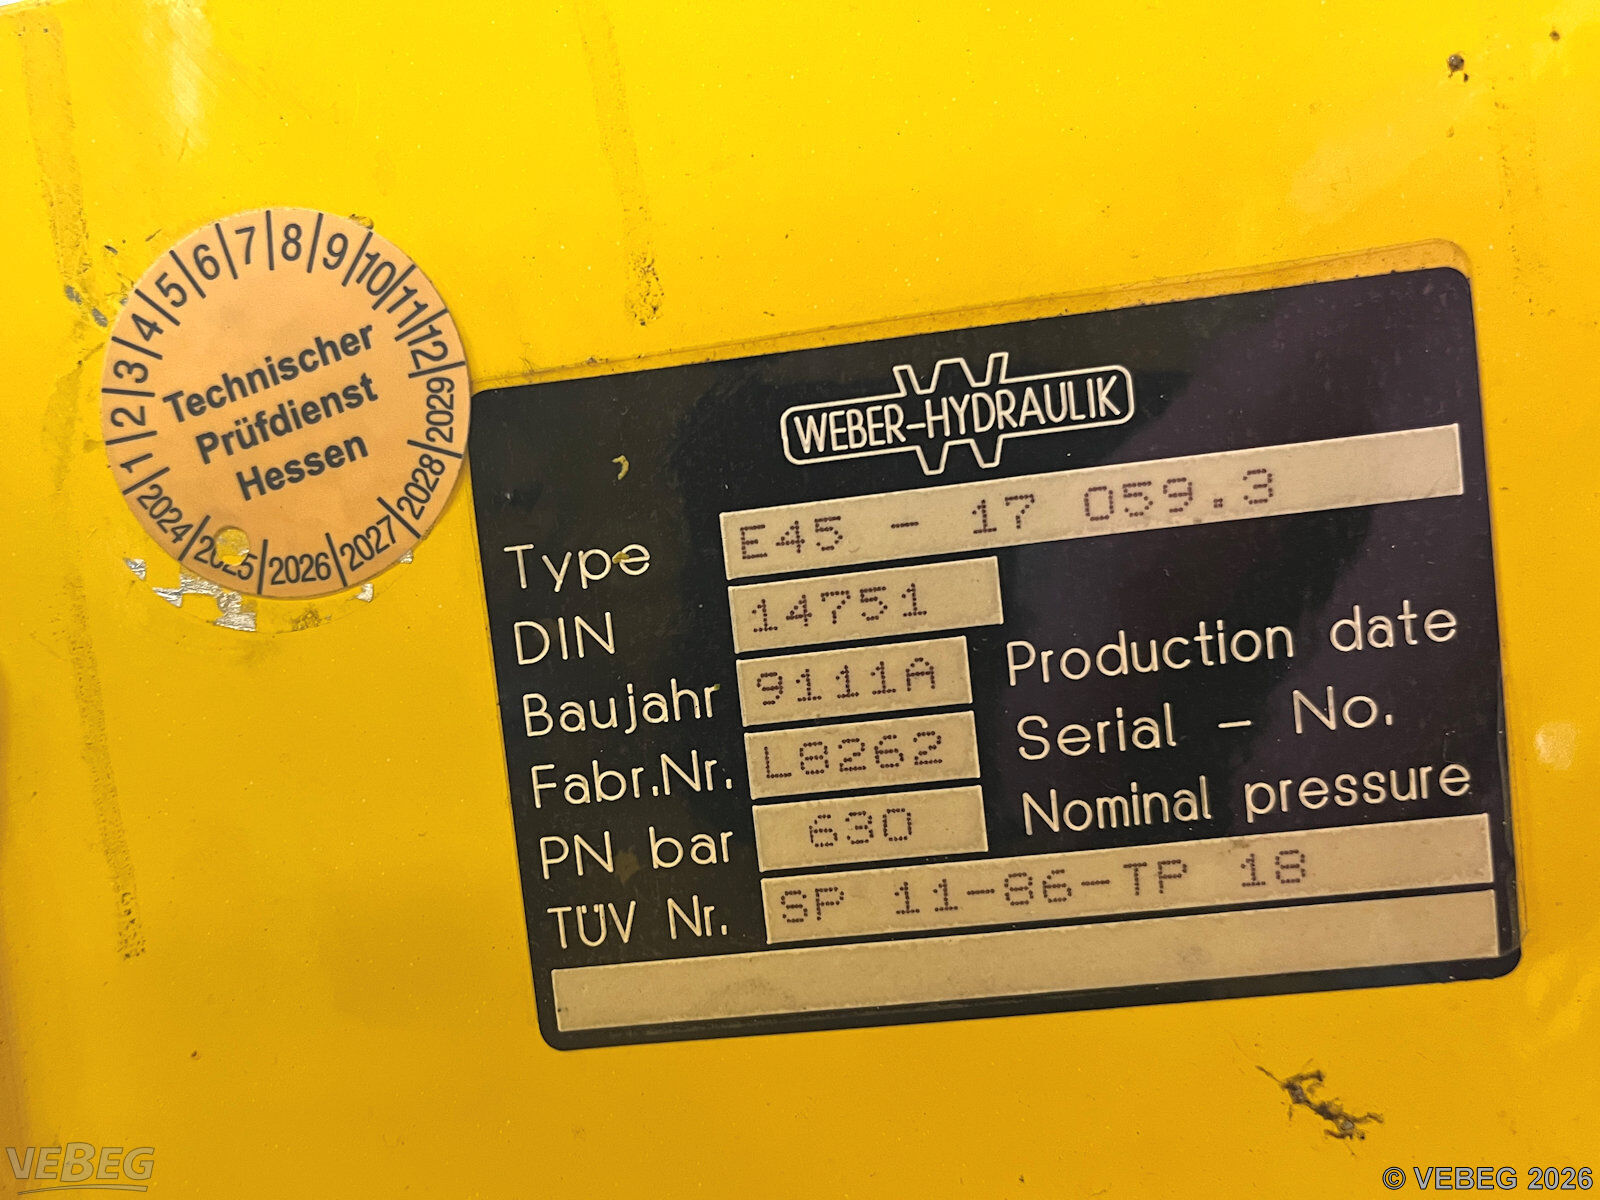 1 2 3 4 5 6 7 8 9 10 11 12
2029 2028 2027 2026 2025 2024
Technischer
Prüfdienst
Hessen
WEBER-HYDRAULIK
Type E45 - 17 059.3
DIN 14751
Baujahr 9111A Production date
Fabr.Nr. L8262 Serial - No.
PN bar 630 Nominal pressure
TÜV Nr. SP 11-86-TP 18
VEBEG
© VEBEG 2026